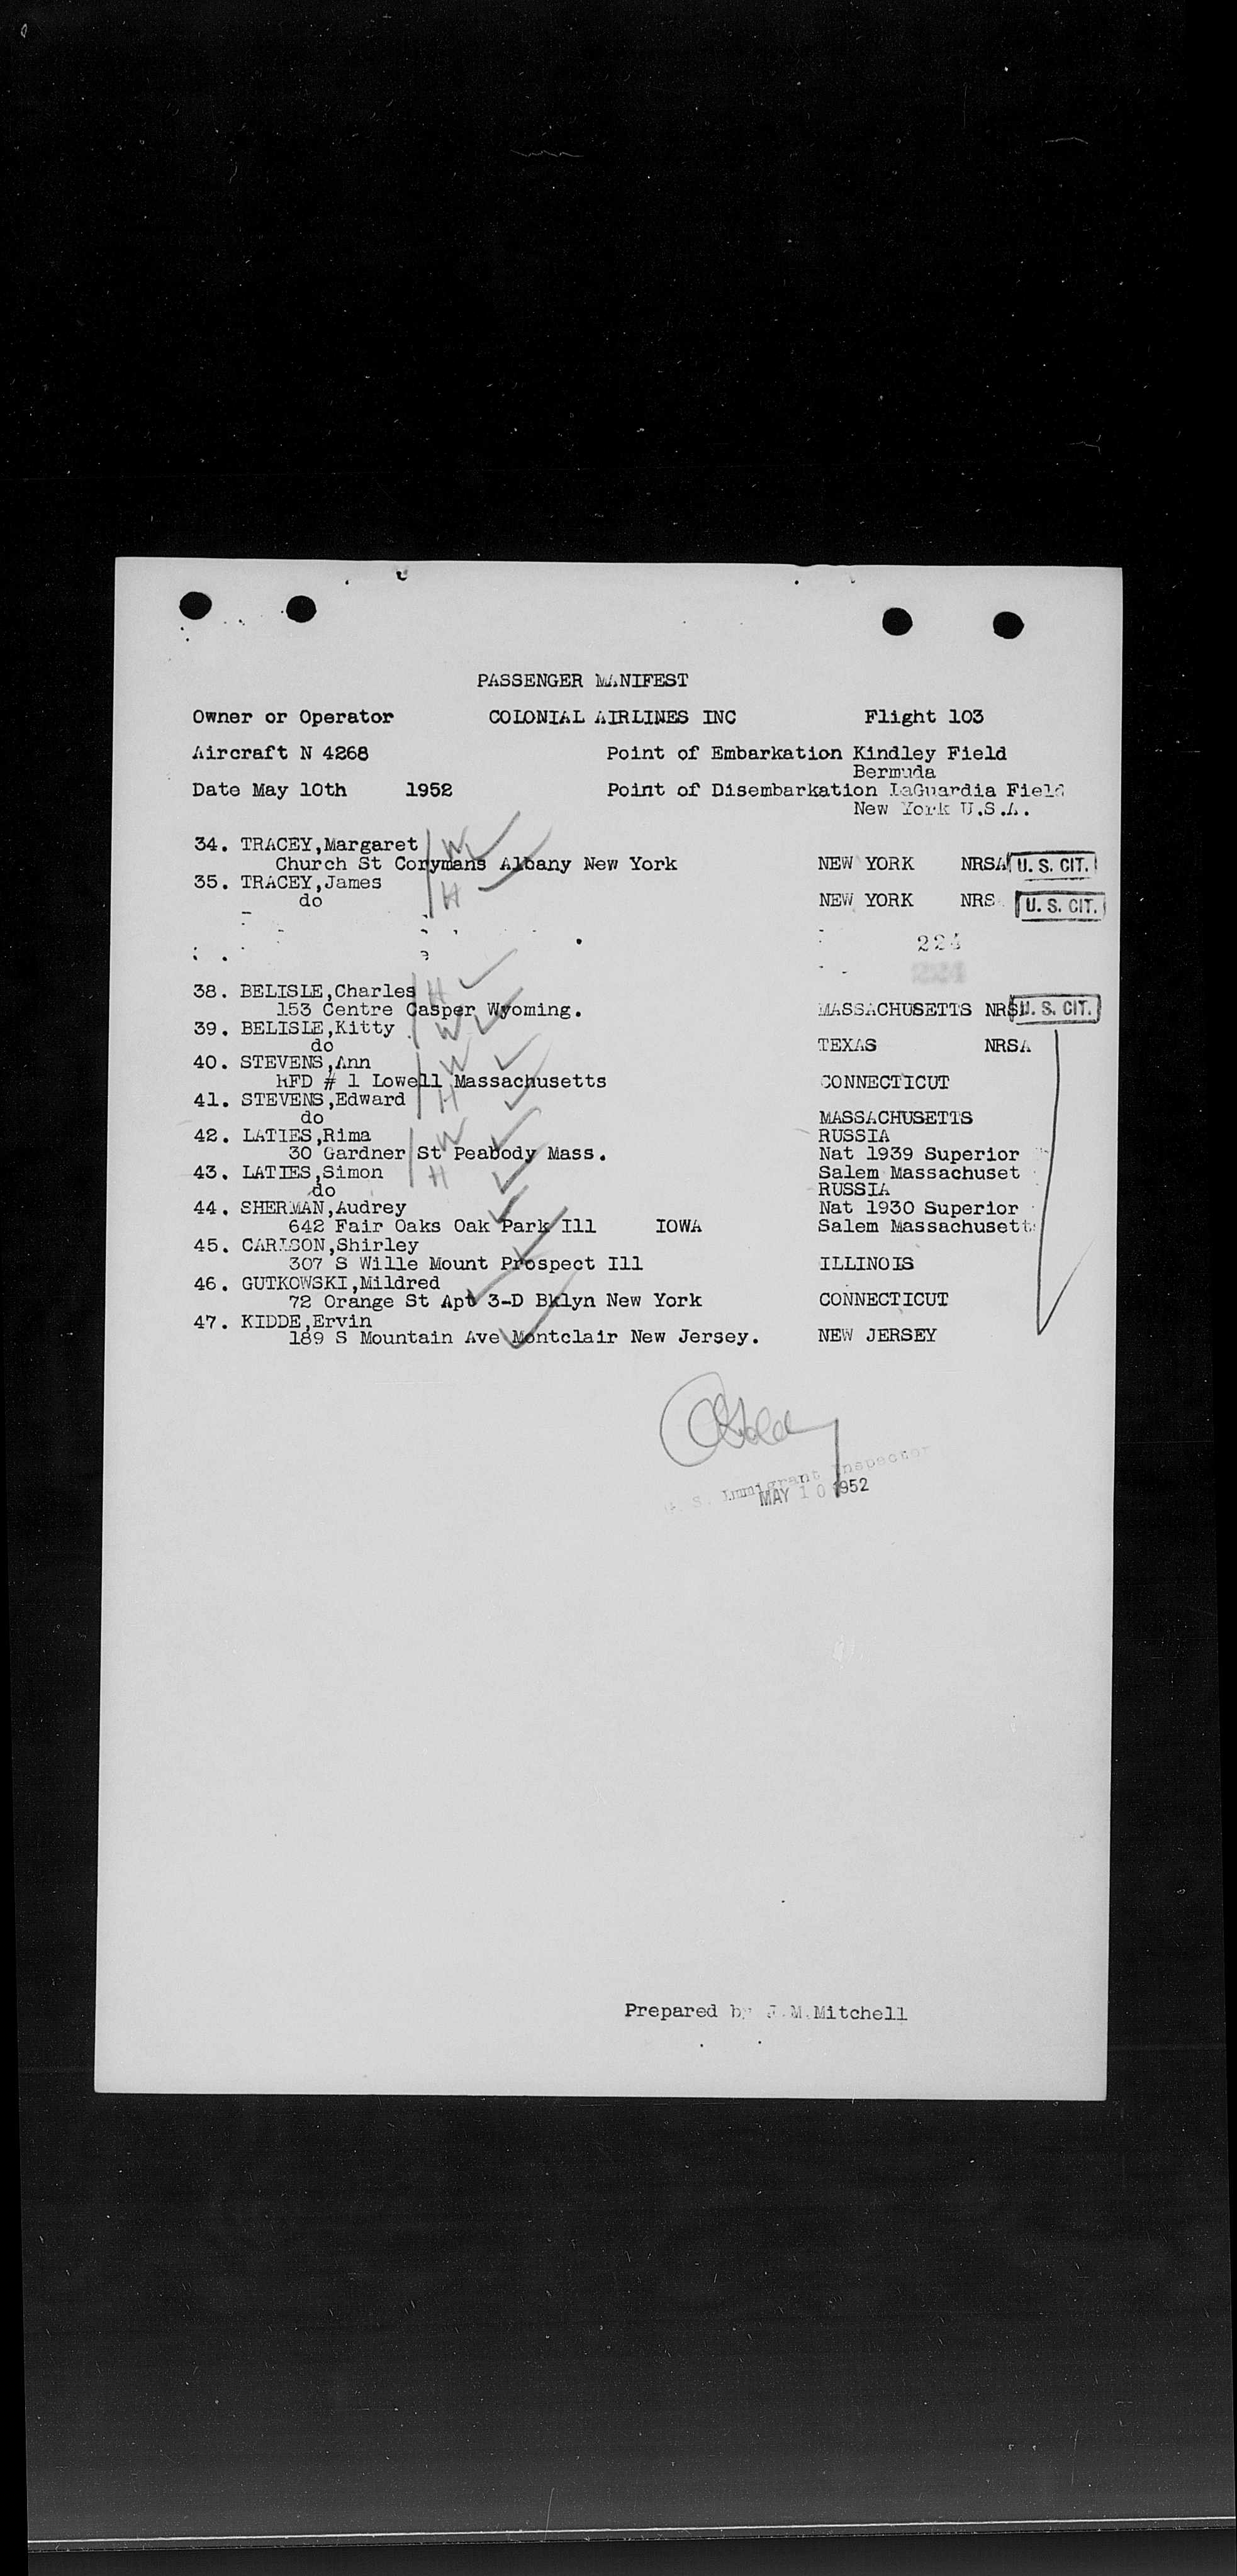 PASSENGER MANIFEST
Owner or Operator COLONIAL AIRLINES INC Flight 103
Aircraft N 4268 Point of Embarkation Kindley Field
Bermuda
Date May 10th 1952 Point of Disembarkation LaGuardia Field
New York U.S.A.
34. TRACEY,Margaret W
Church St Corymans Albany New York NEW YORK NRSA U. S. CIT.
35. TRACEY,James H
do NEW YORK NRS U. S. CIT.
224
38. BELISLE,Charles H
153 Centre Casper Wyoming. MASSACHUSETTS NRSA U. S. CIT.
39. BELISLE,Kitty W
do TEXAS NRSA
40. STEVENS,Ann W
RFD # 1 Lowell Massachusetts CONNECTICUT
41. STEVENS,Edward H
do MASSACHUSETTS
42. LATIES,Rima W RUSSIA
30 Gardner St Peabody Mass. Nat 1939 Superior
43. LATIES,Simon H Salem Massachuset
do RUSSIA
44. SHERMAN,Audrey Nat 1930 Superior
642 Fair Oaks Oak Park Ill IOWA Salem Massachusetts
45. CARLSON,Shirley
307 S Wille Mount Prospect Ill ILLINOIS
46. GUTKOWSKI,Mildred
72 Orange St Apt 3-D Bklyn New York CONNECTICUT
47. KIDDE,Ervin
189 S Mountain Ave Montclair New Jersey. NEW JERSEY
U. S. Immigrant Inspector
MAY 10 1952
Prepared by J.M.Mitchell